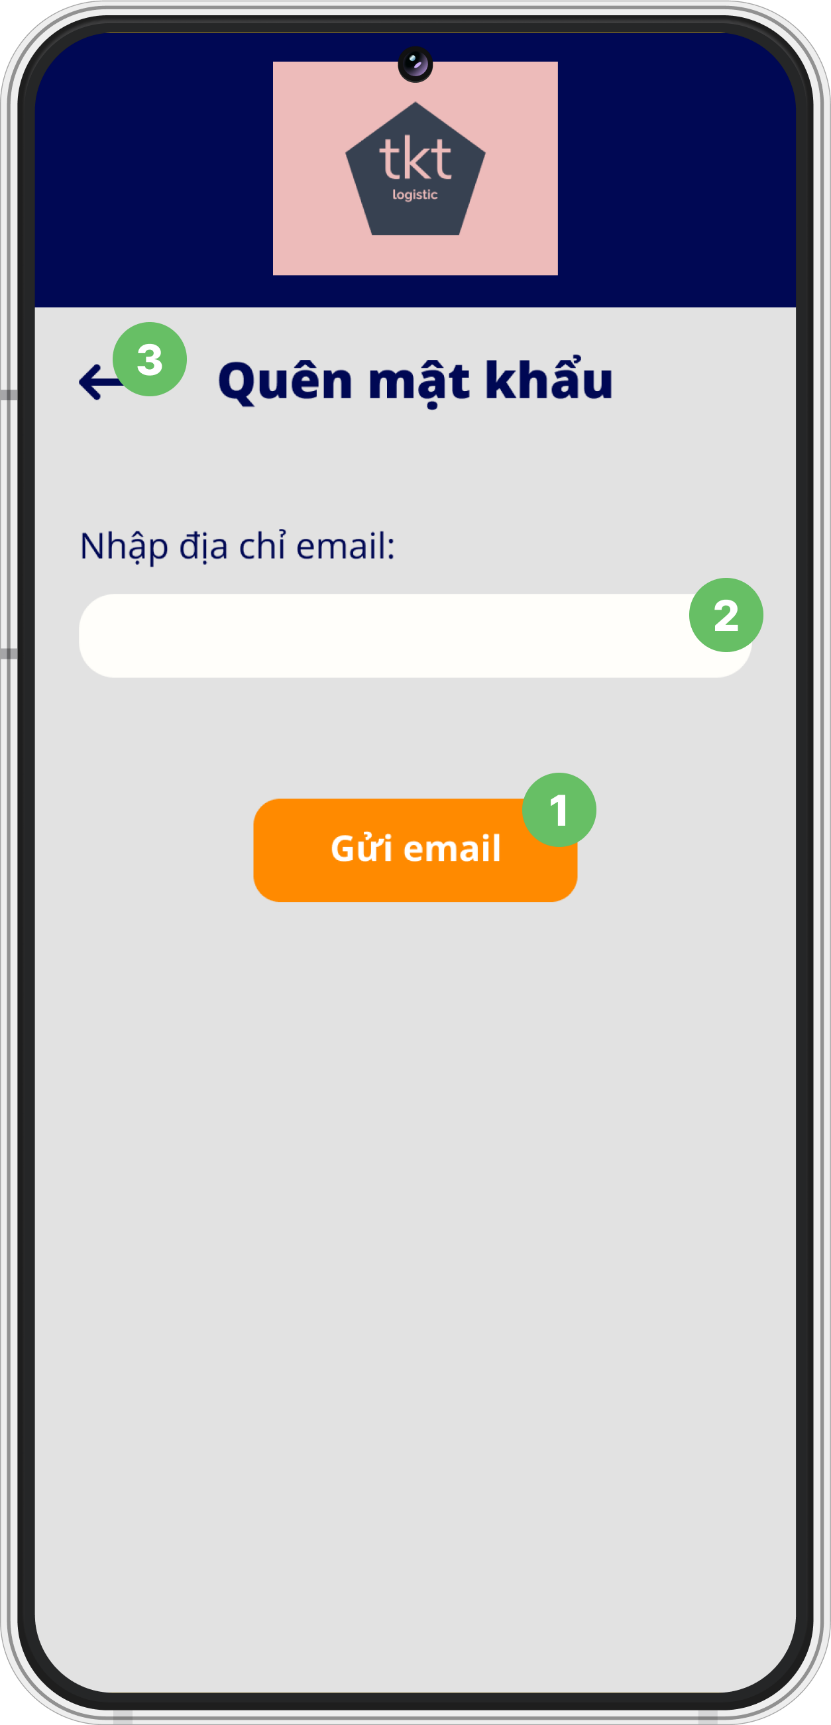 tkt
logistic
3
Quên mật khẩu
Nhập địa chỉ email:
2
1
Gửi email